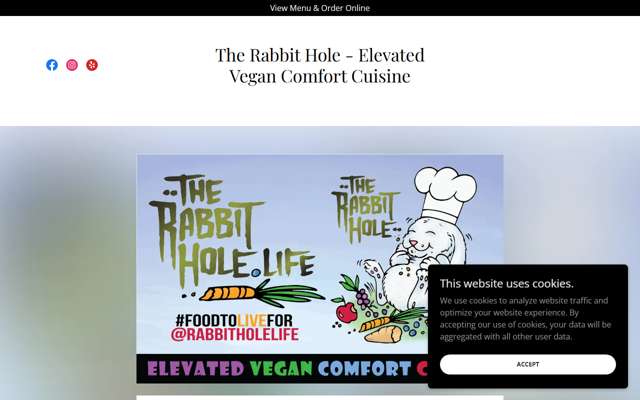 View Menu & Order Online
The Rabbit Hole - Elevated
Vegan Comfort Cuisine
THE
RABBIT
HOLE.LIFE
#FOODTOLIVEFOR
@RABBITHOLELIFE
THE
RABBIT
HOLE
ELEVATED VEGAN COMFORT
This website uses cookies.
We use cookies to analyze website traffic and
optimize your website experience. By
accepting our use of cookies, your data will be
aggregated with all other user data.
ACCEPT